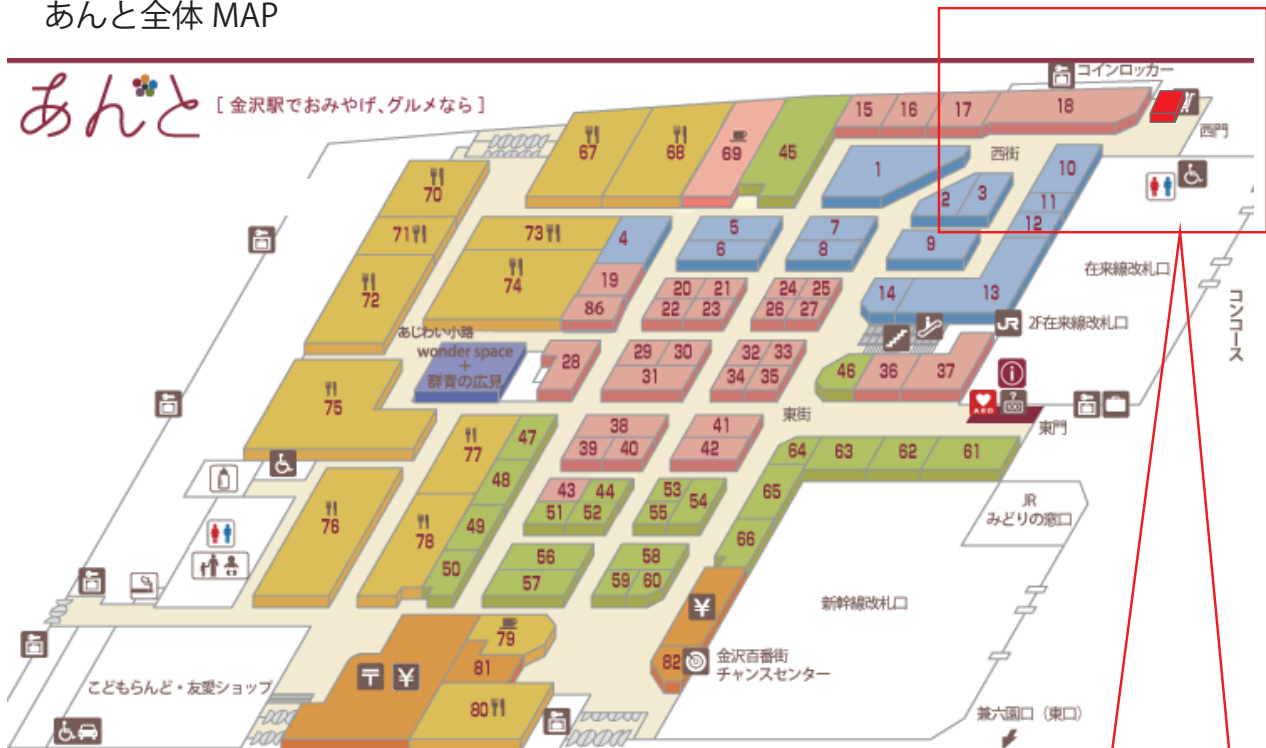 あんと全体 MAP
あんと
[ 金沢駅でおみやげ、グルメなら ]
コインロッカー
西門
西街
15 16 17 18
67 68 69 45
1 2 3 10 11 12
70 71 72
73 74 4 19 86
5 6 7 8 9
在来線改札口
コンコース
14 13
20 21 22 23
24 25 26 27
JR 2F在来線改札口
あじわい小路
wonder space
+
群青の広見
28
29 30 31
32 33 34 35
46 36 37
i
AED
?
100
東門
東街
75
77 47 48 49 50 78
38 39 40
41 42
64 63 62 61
65 66
43 44 51 52
53 54 55
JR
みどりの窓口
76
56 57
58 59 60
¥
新幹線改札口
79
81
82
金沢百番街
チャンスセンター
〒 ¥
80
こどもらんど・友愛ショップ
兼六園口（東口）